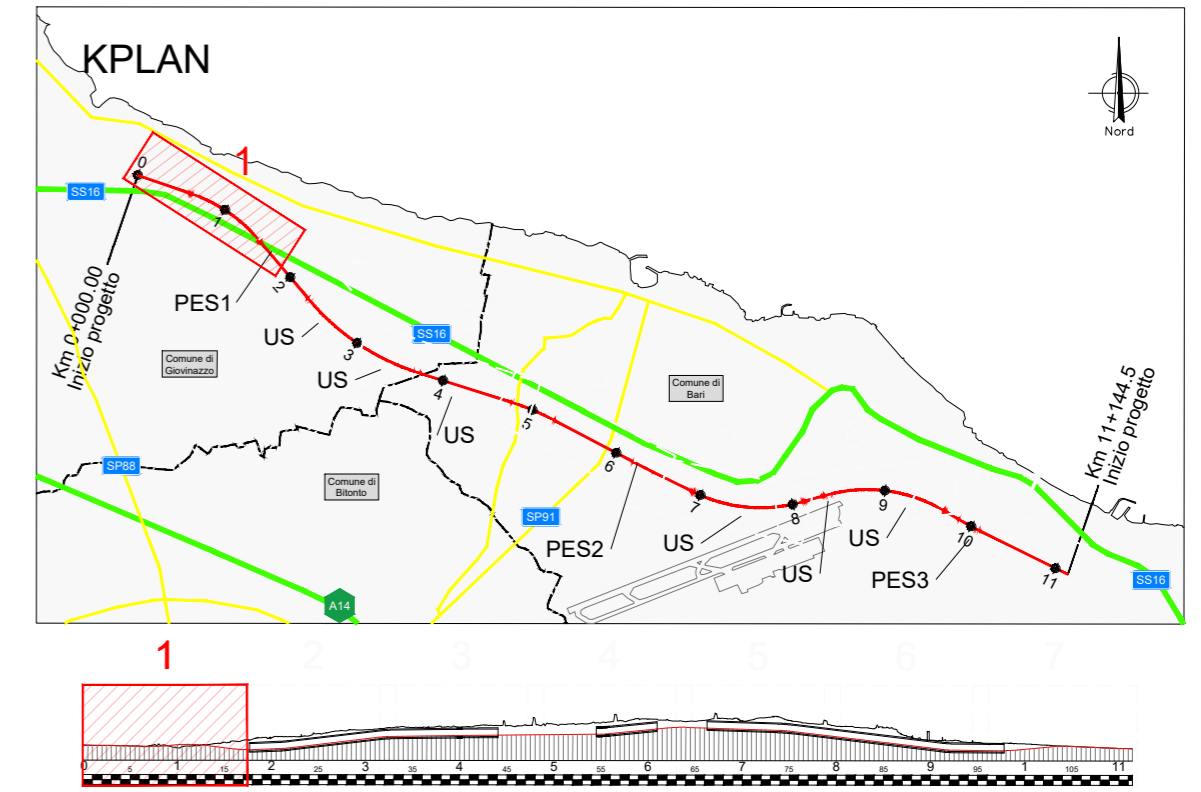 KPLAN
Nord
1
0
SS16
1
2
Km 0+000.00
Inizio progetto
PES1
US
SS16
3
Comune di
Giovinazzo
US
4
Comune di
Bari
5
US
Km 11+144.5
Inizio progetto
SP88
6
Comune di
Bitonto
7
8
9
SP91
PES2
US
US
US
10
PES3
11
SS16
A14
1 2 3 4 5 6 7
0 5 1 15 2 25 3 35 4 45 5 55 6 65 7 75 8 85 9 95 1 105 11